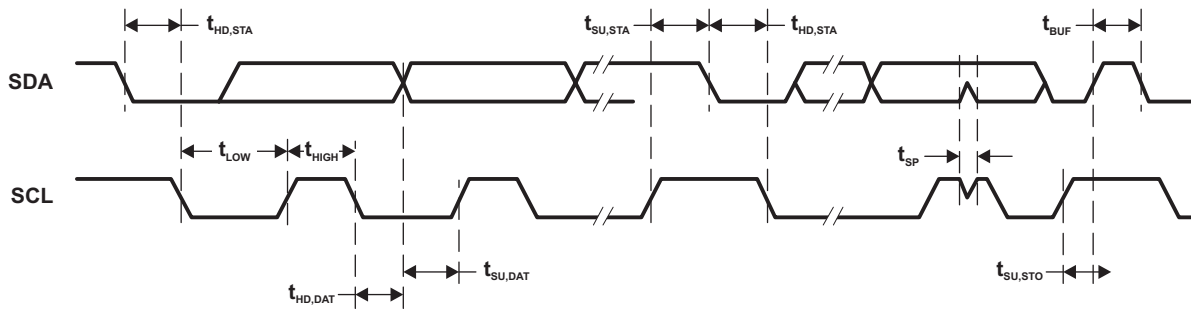 tHD,STA
tSU,STA
tHD,STA
tBUF
SDA
tLOW
tHIGH
tSP
SCL
tSU,DAT
tSU,STO
tHD,DAT